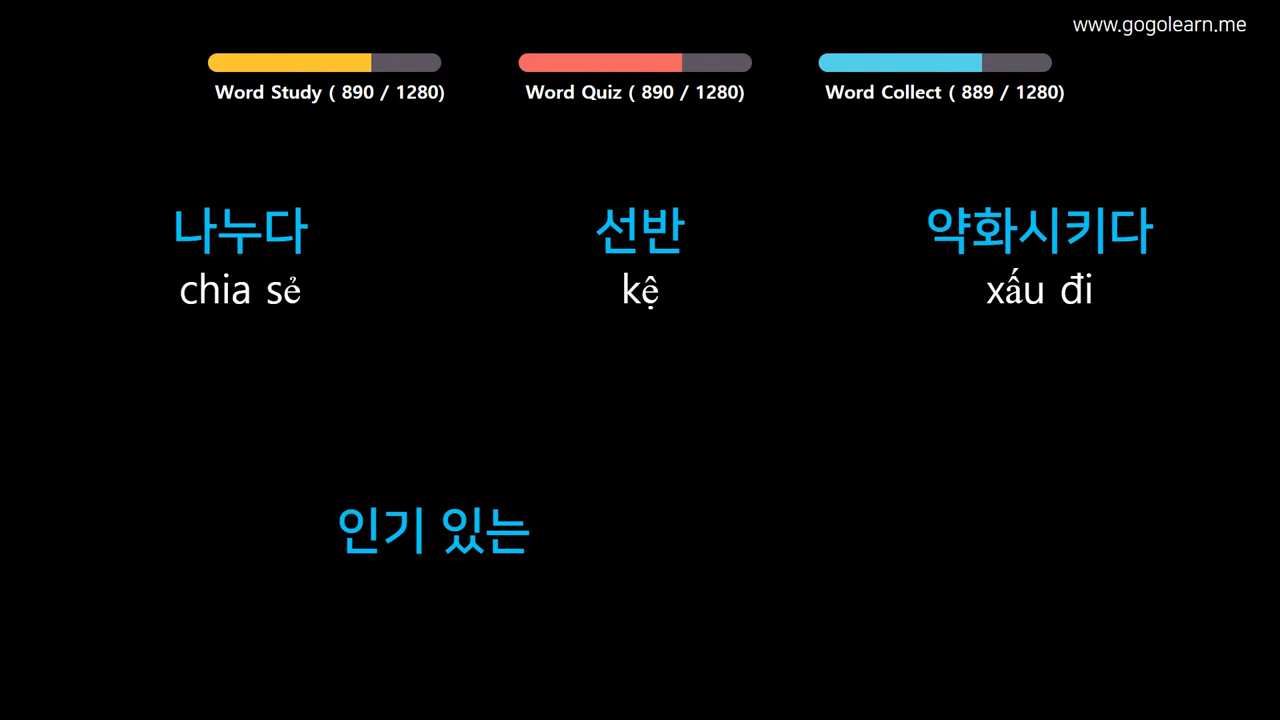 www.gogolearn.me
Word Study ( 890 / 1280)
Word Quiz ( 890 / 1280)
Word Collect ( 889 / 1280)
나누다
chia sẻ
선반
kệ
약화시키다
xấu đi
인기 있는